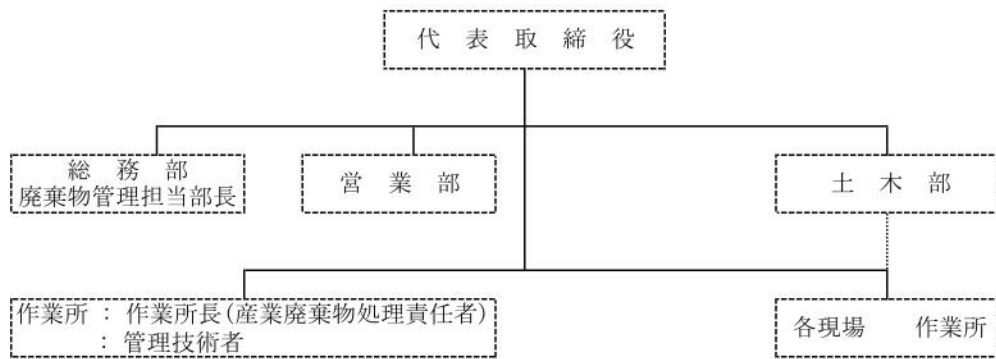 代 表 取 締 役
総 務 部
廃棄物管理担当部長
営 業 部
土 木 部
作業所 : 作業所長(産業廃棄物処理責任者)
: 管理技術者
各現場 作業所